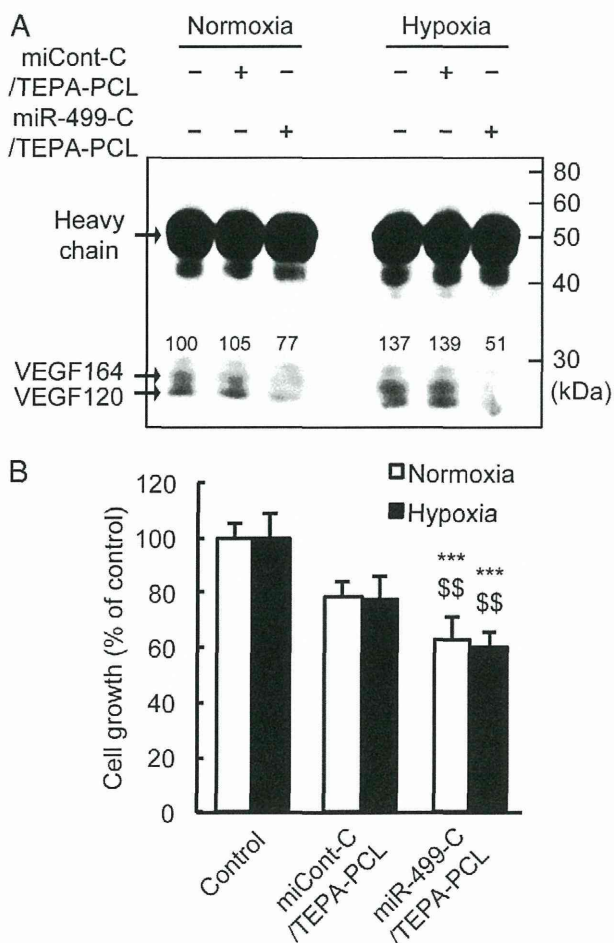 A
Normoxia Hypoxia
miCont-C
/TEPA-PCL
– + – – + –
miR-499-C
/TEPA-PCL
– – + – – +
80
60
Heavy
chain
50
40
100 105 77 137 139 51
30
VEGF164
VEGF120
(kDa)
B
Normoxia
Hypoxia
Cell growth (% of control)
120
100
80
60
40
20
0
*** ***
$$ $$
Control
miCont-C
/TEPA-PCL
miR-499-C
/TEPA-PCL